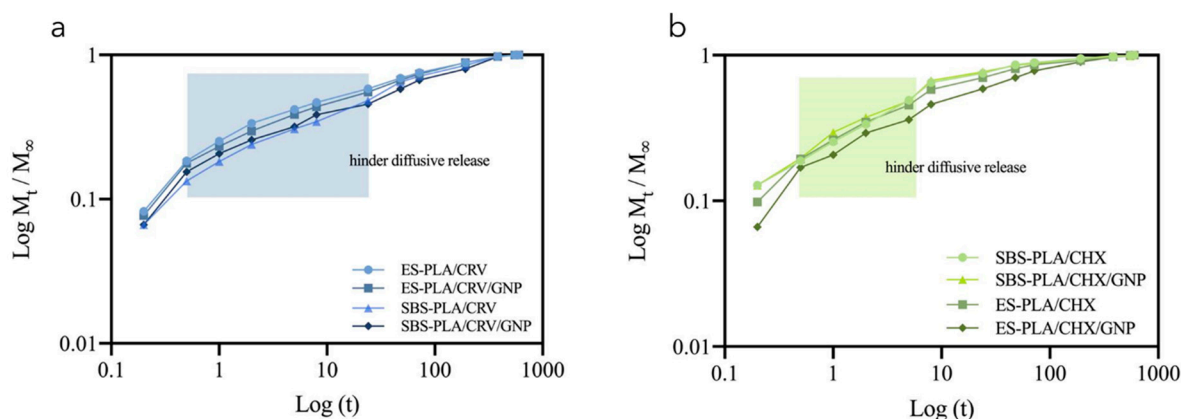 a
1
0.1
0.01
Log Mt / M∞
hinder diffusive release
ES-PLA/CRV
ES-PLA/CRV/GNP
SBS-PLA/CRV
SBS-PLA/CRV/GNP
0.1 1 10 100 1000
Log (t)
b
1
0.1
0.01
Log Mt / M∞
hinder diffusive release
SBS-PLA/CHX
SBS-PLA/CHX/GNP
ES-PLA/CHX
ES-PLA/CHX/GNP
0.1 1 10 100 1000
Log (t)